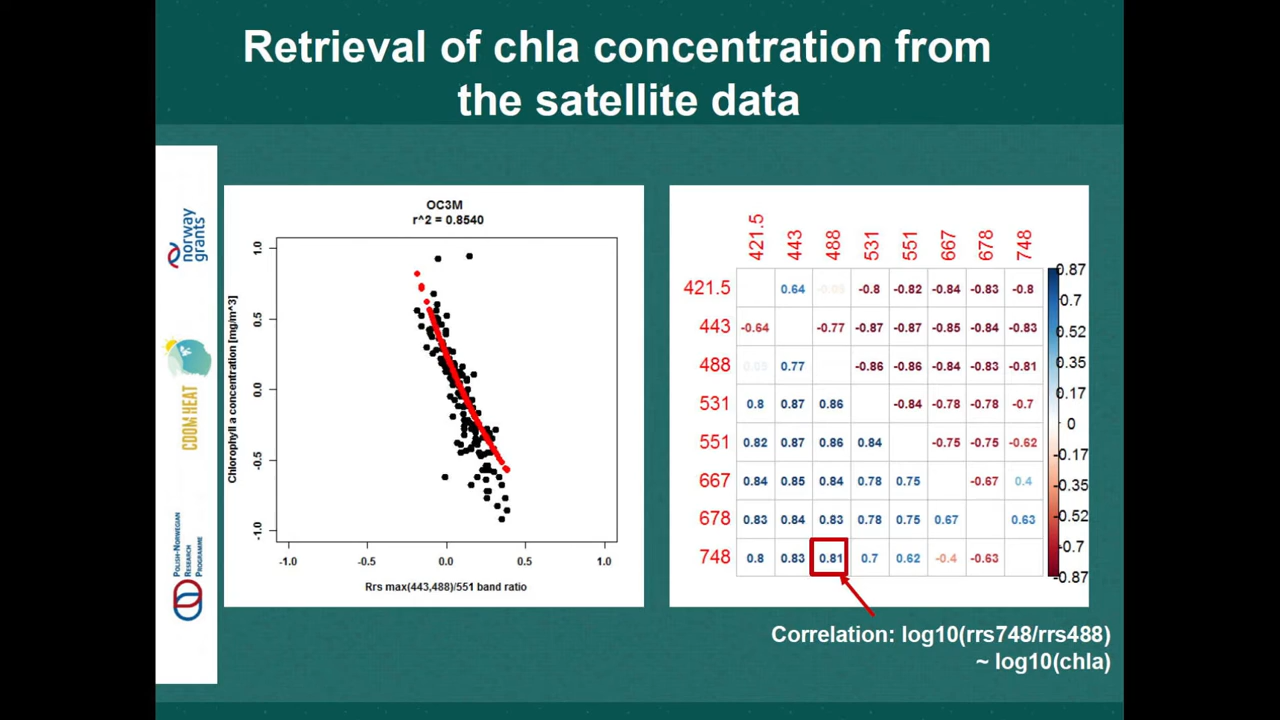 Retrieval of chla concentration from
the satellite data
norway
grants
CDOM HEAT
POLISH-NORWEGIAN
RESEARCH
PROGRAMME
OC3M
r^2 = 0.8540
Chlorophyll a concentration [mg/m^3]
1.0
0.5
0.0
-0.5
-1.0
-1.0 -0.5 0.0 0.5 1.0
Rrs max(443,488)/551 band ratio
421.5 443 488 531 551 667 678 748
421.5 0.64 -0.05 -0.8 -0.82 -0.84 -0.83 -0.8
443 -0.64 -0.77 -0.87 -0.87 -0.85 -0.84 -0.83
488 0.05 0.77 -0.86 -0.86 -0.84 -0.83 -0.81
531 0.8 0.87 0.86 -0.84 -0.78 -0.78 -0.7
551 0.82 0.87 0.86 0.84 -0.75 -0.75 -0.62
667 0.84 0.85 0.84 0.78 0.75 -0.67 0.4
678 0.83 0.84 0.83 0.78 0.75 0.67 0.63
748 0.8 0.83 0.81 0.7 0.62 -0.4 -0.63
0.87
0.7
0.52
0.35
0.17
0
-0.17
-0.35
-0.52
-0.7
-0.87
Correlation: log10(rrs748/rrs488)
~ log10(chla)